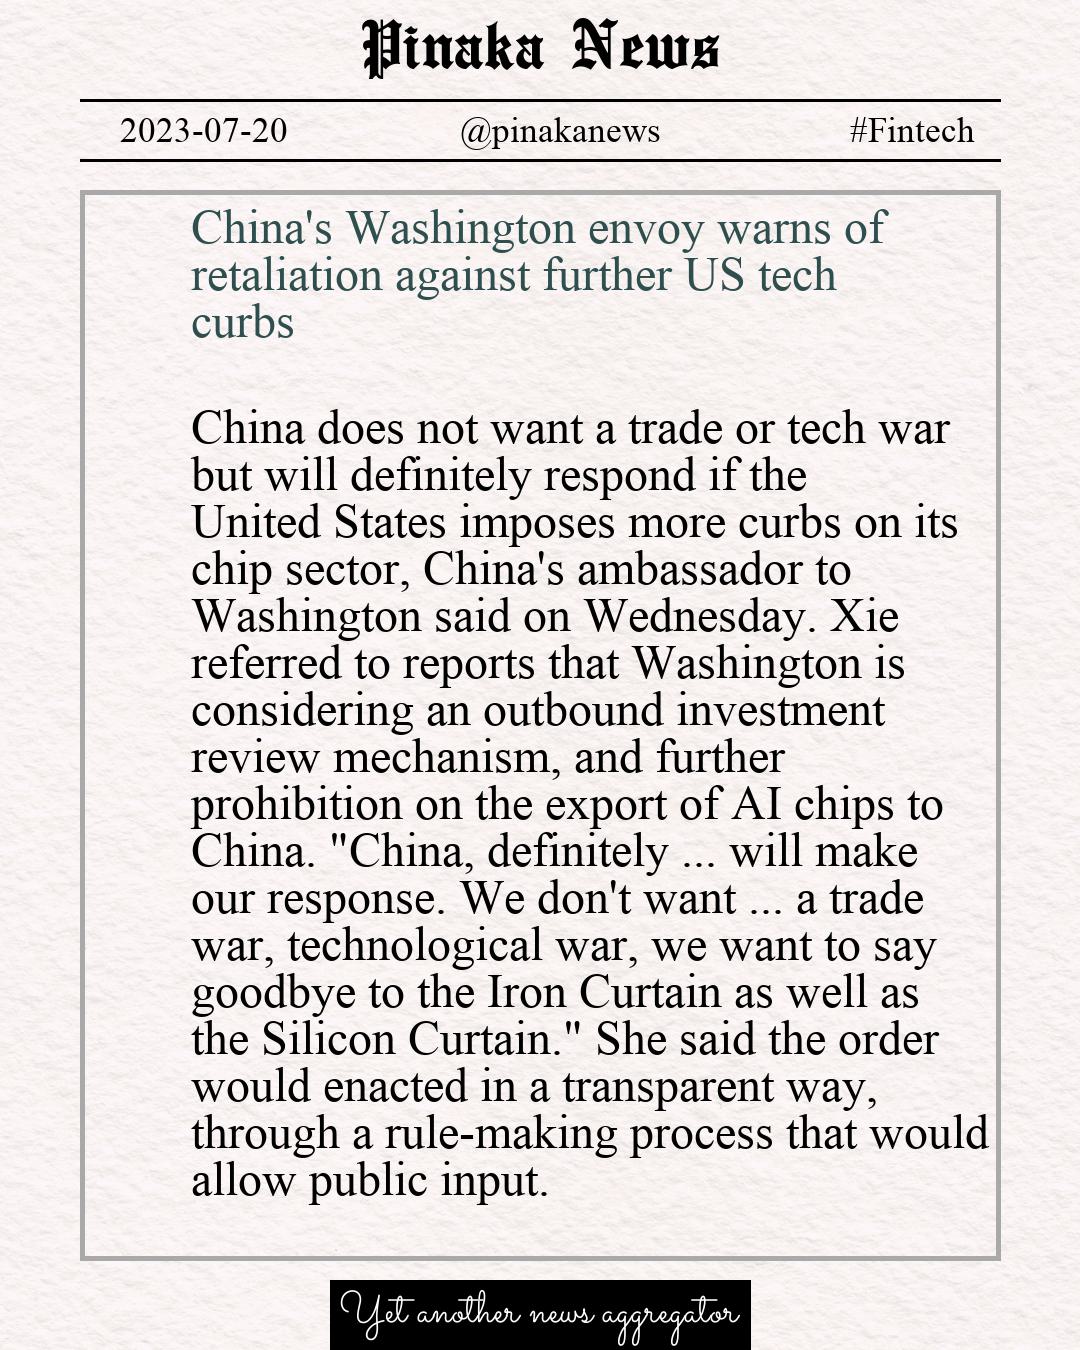 Pinaka News
2023-07-20 @pinakanews #Fintech
China's Washington envoy warns of
retaliation against further US tech
curbs
China does not want a trade or tech war
but will definitely respond if the
United States imposes more curbs on its
chip sector, China's ambassador to
Washington said on Wednesday. Xie
referred to reports that Washington is
considering an outbound investment
review mechanism, and further
prohibition on the export of AI chips to
China. "China, definitely ... will make
our response. We don't want ... a trade
war, technological war, we want to say
goodbye to the Iron Curtain as well as
the Silicon Curtain." She said the order
would enacted in a transparent way,
through a rule-making process that would
allow public input.
Yet another news aggregator